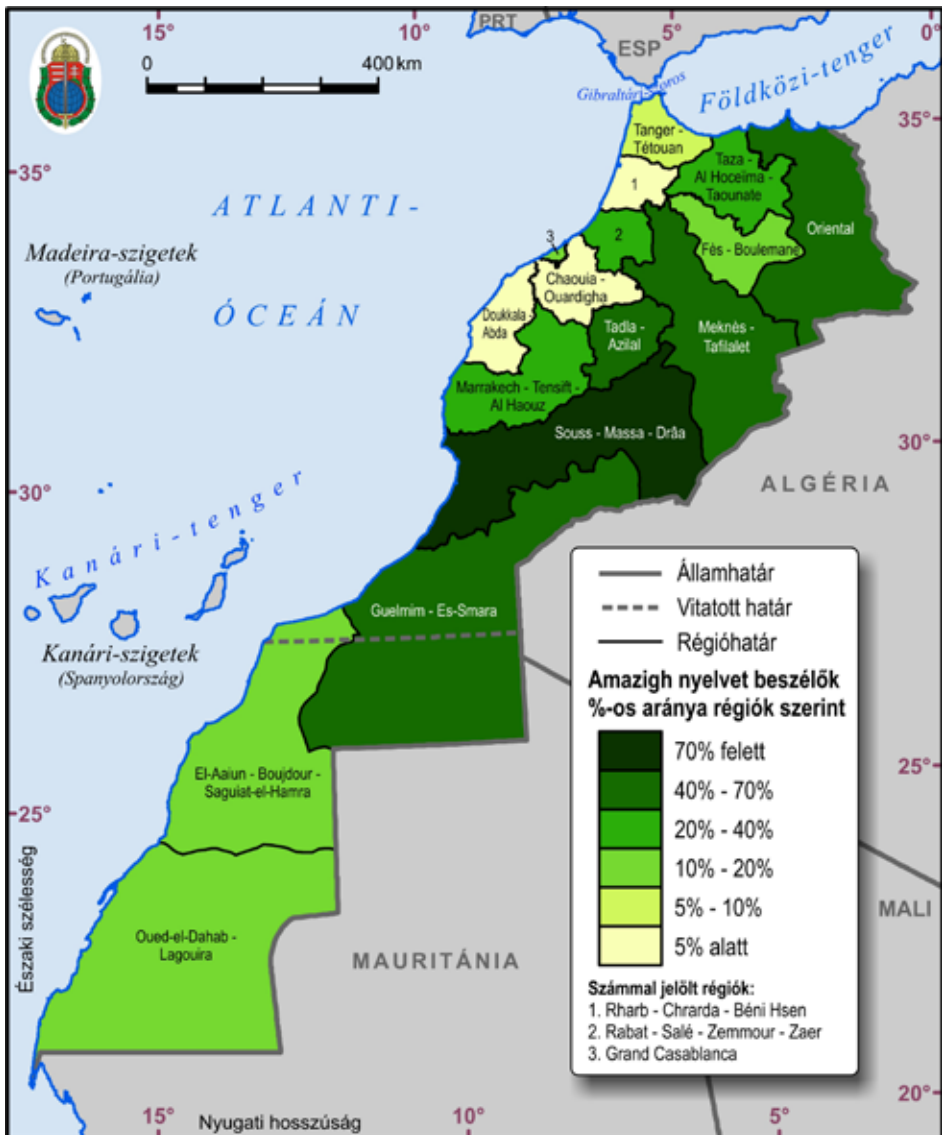 15°
10°
5°
0°
PRT
ESP
0
400 km
Gibraltári-szoros
Földközi-tenger
35°
35°
Tanger -
Tétouan
Taza -
Al Hoceïma -
Taounate
1
ATLANTI-
ÓCEÁN
Madeira-szigetek
(Portugália)
2
3
Oriental
Fès - Boulemane
Chaouia -
Ouardigha
Doukkala -
Abda
Tadla -
Azilal
Meknès -
Tafilalet
Marrakech - Tensift -
Al Haouz
Souss - Massa - Drâa
30°
30°
ALGÉRIA
Kanári-tenger
Kanári-szigetek
(Spanyolország)
Guelmim - Es-Smara
Államhatár
Vitatott határ
Régióhatár
Amazigh nyelvet beszélők
%-os aránya régiók szerint
70% felett
40% - 70%
20% - 40%
10% - 20%
5% - 10%
5% alatt
Számmal jelölt régiók:
1. Rharb - Chrarda - Béni Hsen
2. Rabat - Salé - Zemmour - Zaer
3. Grand Casablanca
El-Aaiun - Boujdour -
Saguiat-el-Hamra
25°
25°
Oued-el-Dahab -
Lagouira
MAURITÁNIA
MALI
Északi szélesség
20°
15°
Nyugati hosszúság
10°
5°